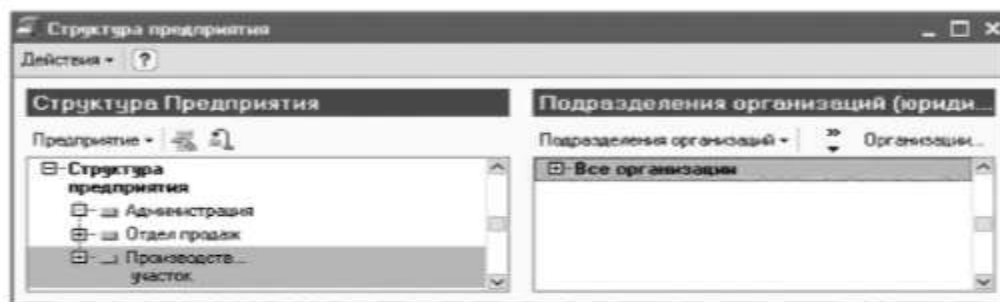 Структура предприятия
Действия ?
Структура Предприятия
Подразделения организаций (юриди...
Предприятие
Подразделения организаций » Организации...
Структура
предприятия
Все организации
Администрация
Отдел продаж
Производств...
участок